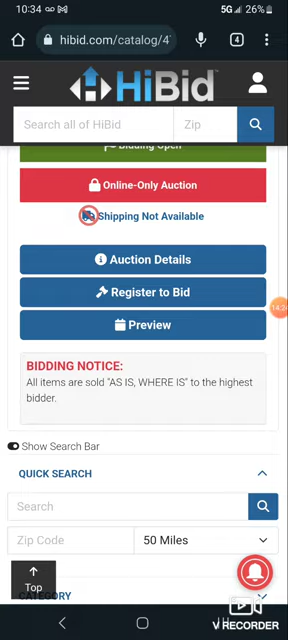 10:34
5G 26%
hibid.com/catalog/4
4
HiBid
Search all of HiBid
Zip
Bidding Open
Online-Only Auction
Shipping Not Available
Auction Details
Register to Bid
Preview
BIDDING NOTICE:
All items are sold "AS IS, WHERE IS" to the highest
bidder.
14:24
Show Search Bar
QUICK SEARCH
Search
Zip Code
50 Miles
Top
CATEGORY
V RECORDER